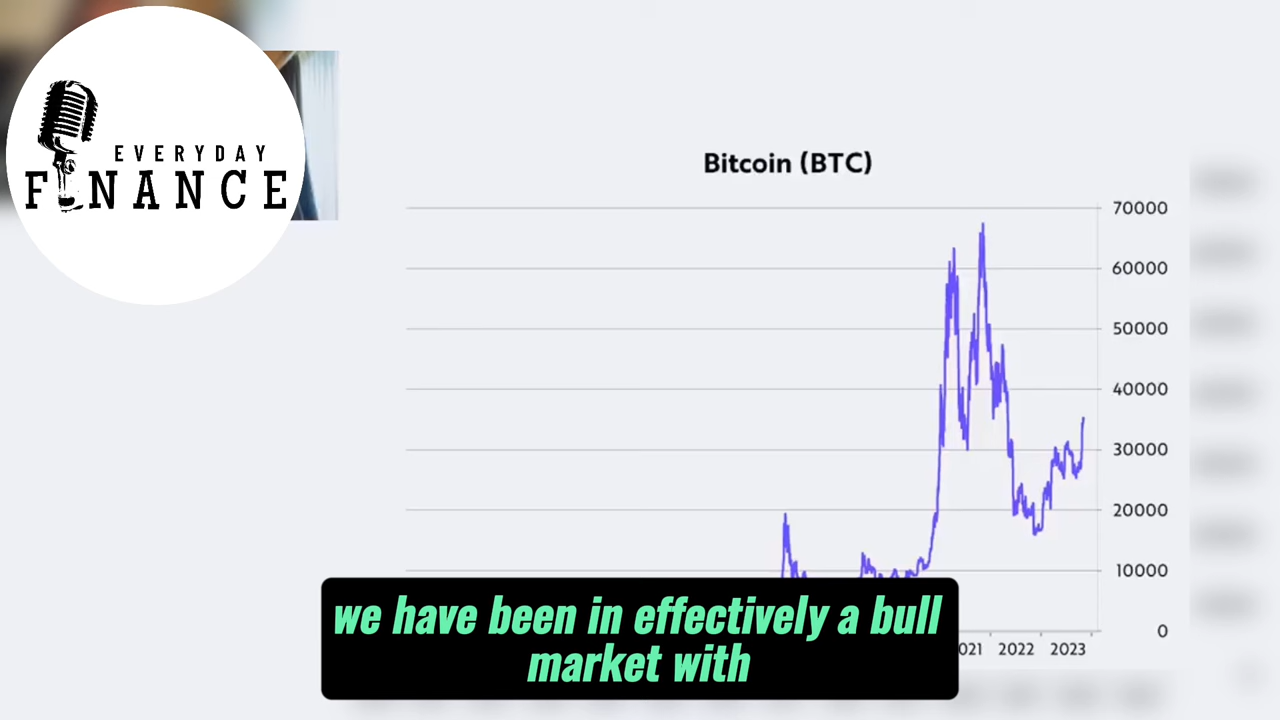 EVERYDAY
FINANCE
Bitcoin (BTC)
70000
60000
50000
40000
30000
20000
10000
0
021 2022 2023
we have been in effectively a bull
market with